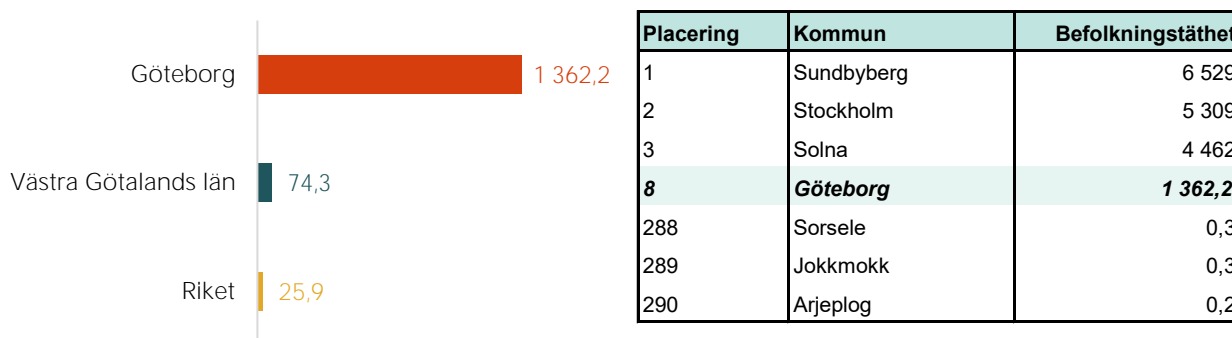 Göteborg 1 362,2
Västra Götalands län 74,3
Riket 25,9
Placering Kommun Befolkningstäthet
1 Sundbyberg 6 529
2 Stockholm 5 309
3 Solna 4 462
8 Göteborg 1 362,2
288 Sorsele 0,3
289 Jokkmokk 0,3
290 Arjeplog 0,2